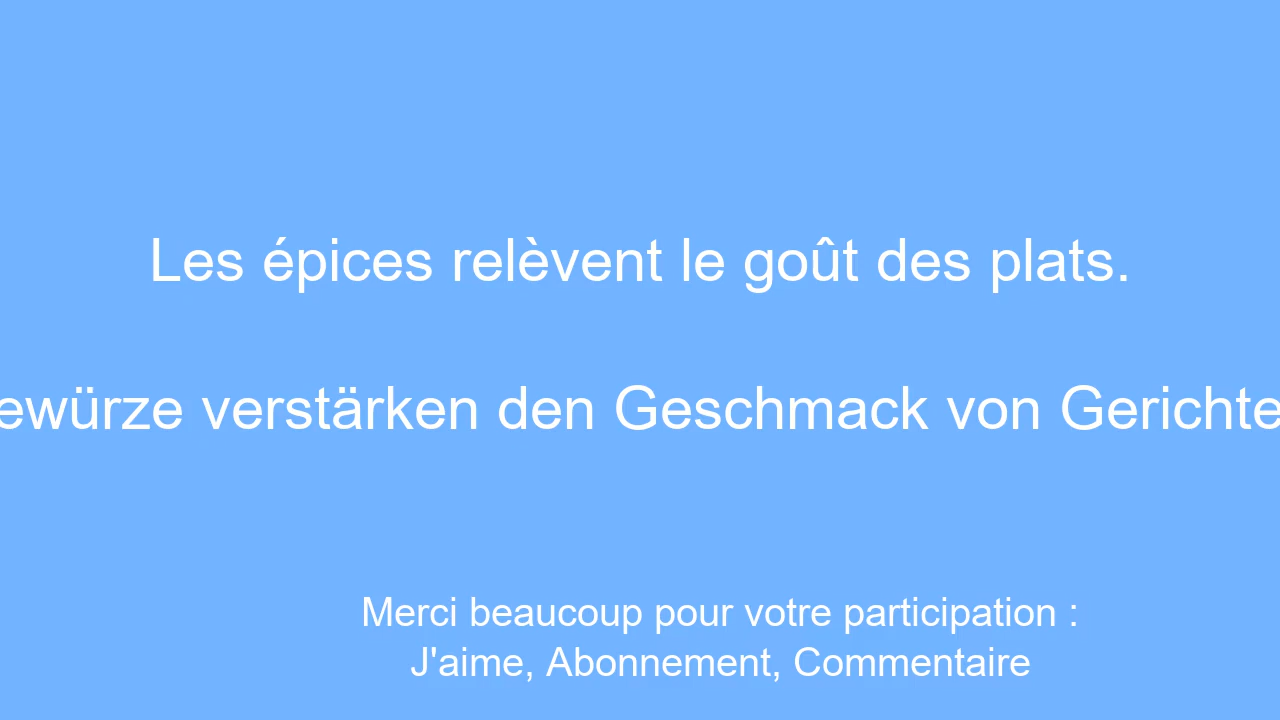 Les épices relèvent le goût des plats.
ewürze verstärken den Geschmack von Gerichte
Merci beaucoup pour votre participation :
J'aime, Abonnement, Commentaire